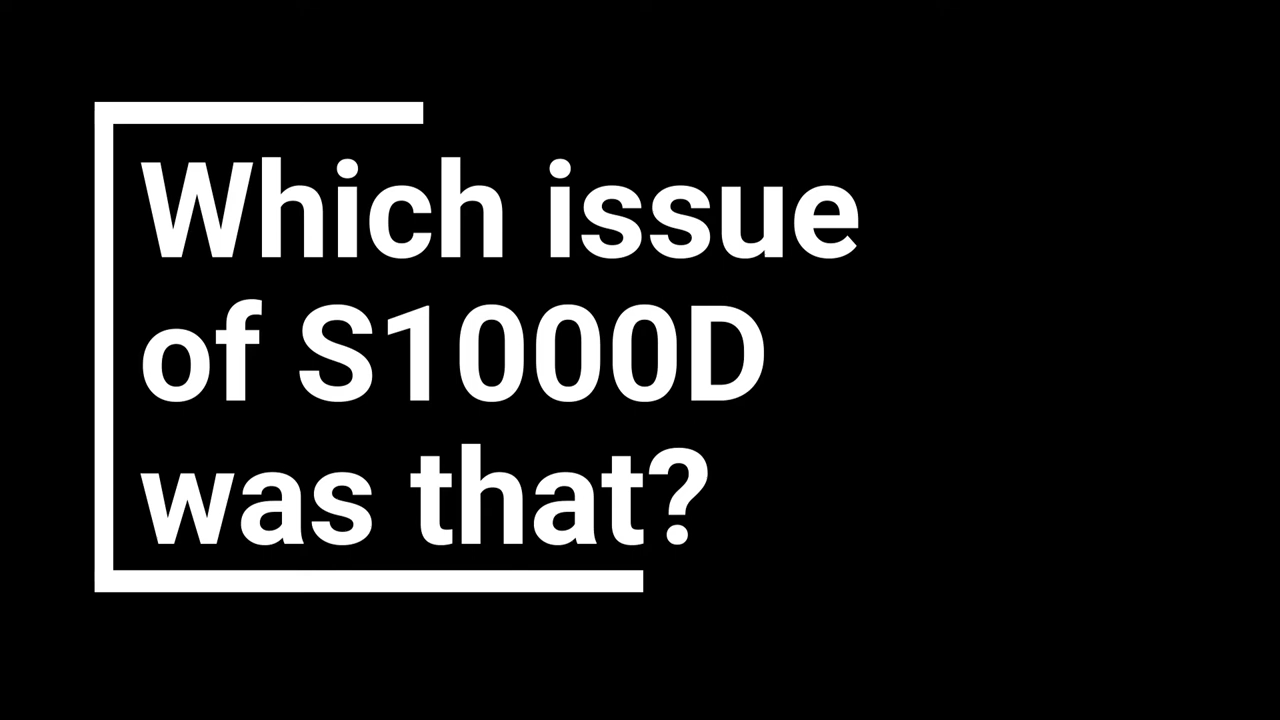 Which issue
of S1000D
was that?